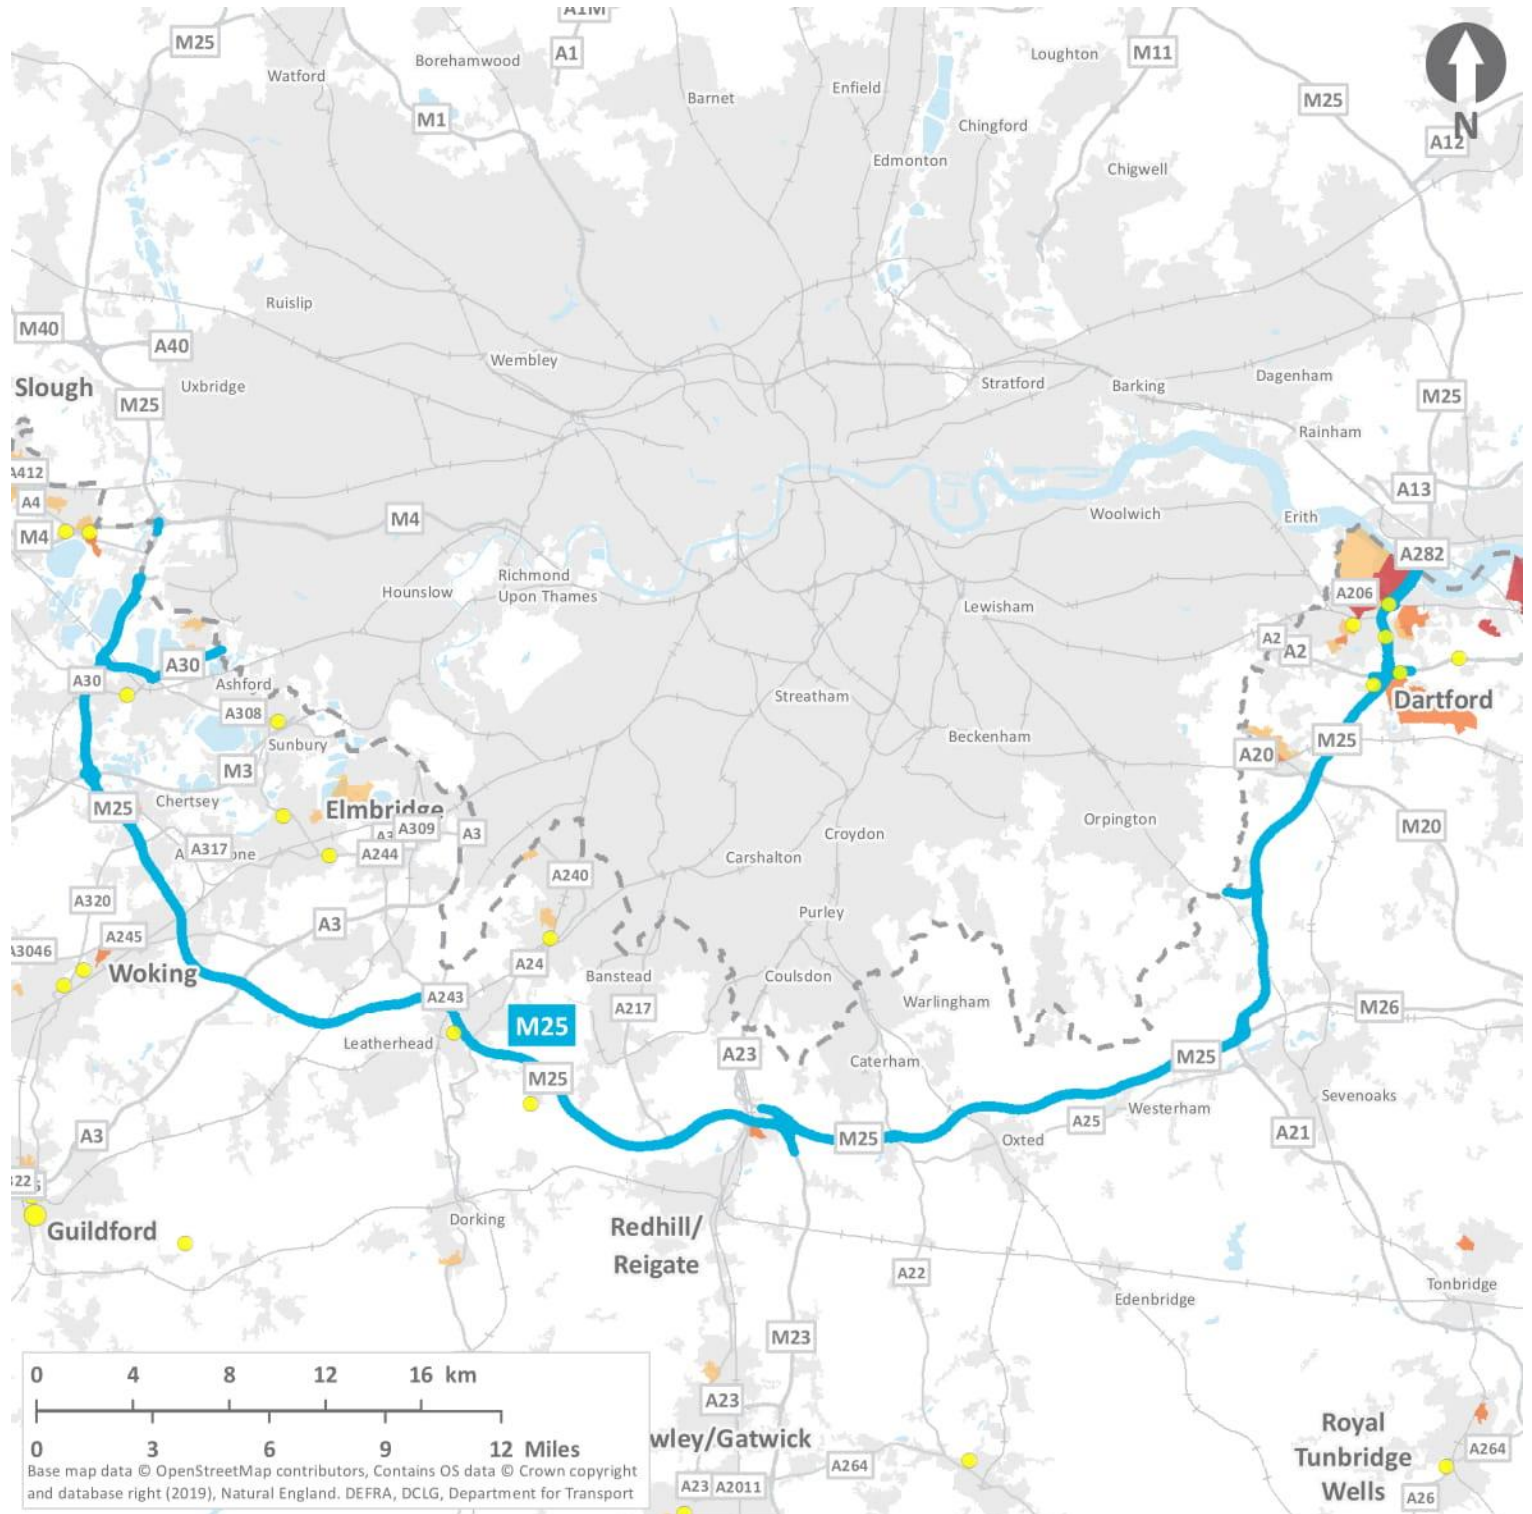 A1M
M25
A1
Borehamwood
Loughton
M11
Watford
Enfield
Barnet
M25
M1
Chingford
N
A12
Edmonton
Chigwell
Ruislip
M40
A40
Wembley
Slough
Uxbridge
Stratford
Barking
Dagenham
M25
M25
Rainham
A412
A4
A13
M4
M4
Woolwich
Erith
A282
Richmond
Upon Thames
Hounslow
A206
Lewisham
A2
A2
A30
A30
Ashford
Streatham
Dartford
A308
Sunbury
Beckenham
M25
A20
M3
M25
Chertsey
Elmbridge
A309
A3
Orpington
M20
Croydon
A317
A244
Carshalton
A240
A320
Purley
A3
A245
A3046
Woking
A24
Banstead
Coulsdon
A243
Warlingham
M26
A217
M25
Leatherhead
A23
Caterham
M25
M25
Sevenoaks
Westerham
A25
A3
M25
Oxted
A21
Guildford
Dorking
Redhill/
Reigate
A22
Tonbridge
Edenbridge
M23
0 4 8 12 16 km
A23
0 3 6 9 12 Miles
wley/Gatwick
Royal
Tunbridge
Wells
A264
A264
Base map data © OpenStreetMap contributors, Contains OS data © Crown copyright
and database right (2019), Natural England. DEFRA, DCLG, Department for Transport
A23
A2011
A26